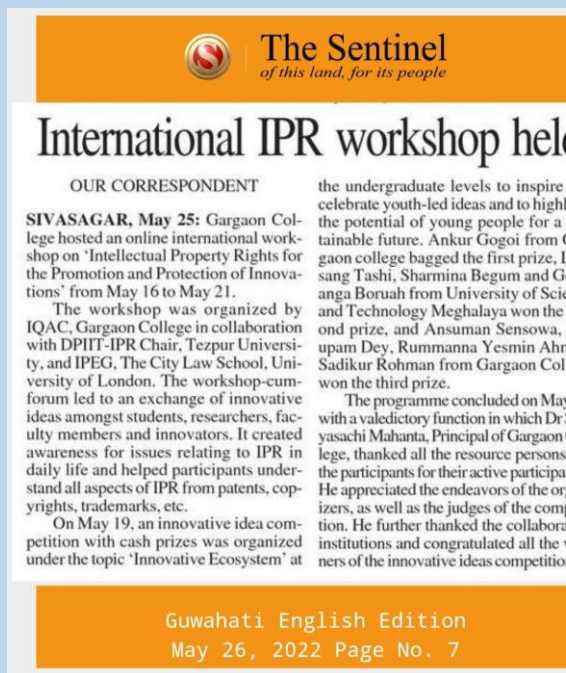 The Sentinel
of this land, for its people
International IPR workshop hel
OUR CORRESPONDENT
SIVASAGAR, May 25: Gargaon Col-
lege hosted an online international work-
shop on 'Intellectual Property Rights for
the Promotion and Protection of Innova-
tions' from May 16 to May 21.
The workshop was organized by
IQAC, Gargaon College in collaboration
with DPIIT-IPR Chair, Tezpur Universi-
ty, and IPEG, The City Law School, Uni-
versity of London. The workshop-cum-
forum led to an exchange of innovative
ideas amongst students, researchers, fac-
ulty members and innovators. It created
awareness for issues relating to IPR in
daily life and helped participants under-
stand all aspects of IPR from patents, cop-
yrights, trademarks, etc.
On May 19, an innovative idea com-
petition with cash prizes was organized
under the topic 'Innovative Ecosystem' at
the undergraduate levels to inspire
celebrate youth-led ideas and to highl
the potential of young people for a
tainable future. Ankur Gogoi from
gaon college bagged the first prize,
sang Tashi, Sharmina Begum and G
anga Boruah from University of Scie
and Technology Meghalaya won the
ond prize, and Ansuman Sensowa,
upam Dey, Rummanna Yesmin Ahm
Sadikur Rohman from Gargaon Col
won the third prize.
The programme concluded on May
with a valedictory function in which Dr
yasachi Mahanta, Principal of Gargaon
lege, thanked all the resource persons
the participants for their active participa
He appreciated the endeavors of the org
izers, as well as the judges of the comp
tion. He further thanked the collabora
institutions and congratulated all the
ners of the innovative ideas competitio
Guwahati English Edition
May 26, 2022 Page No. 7